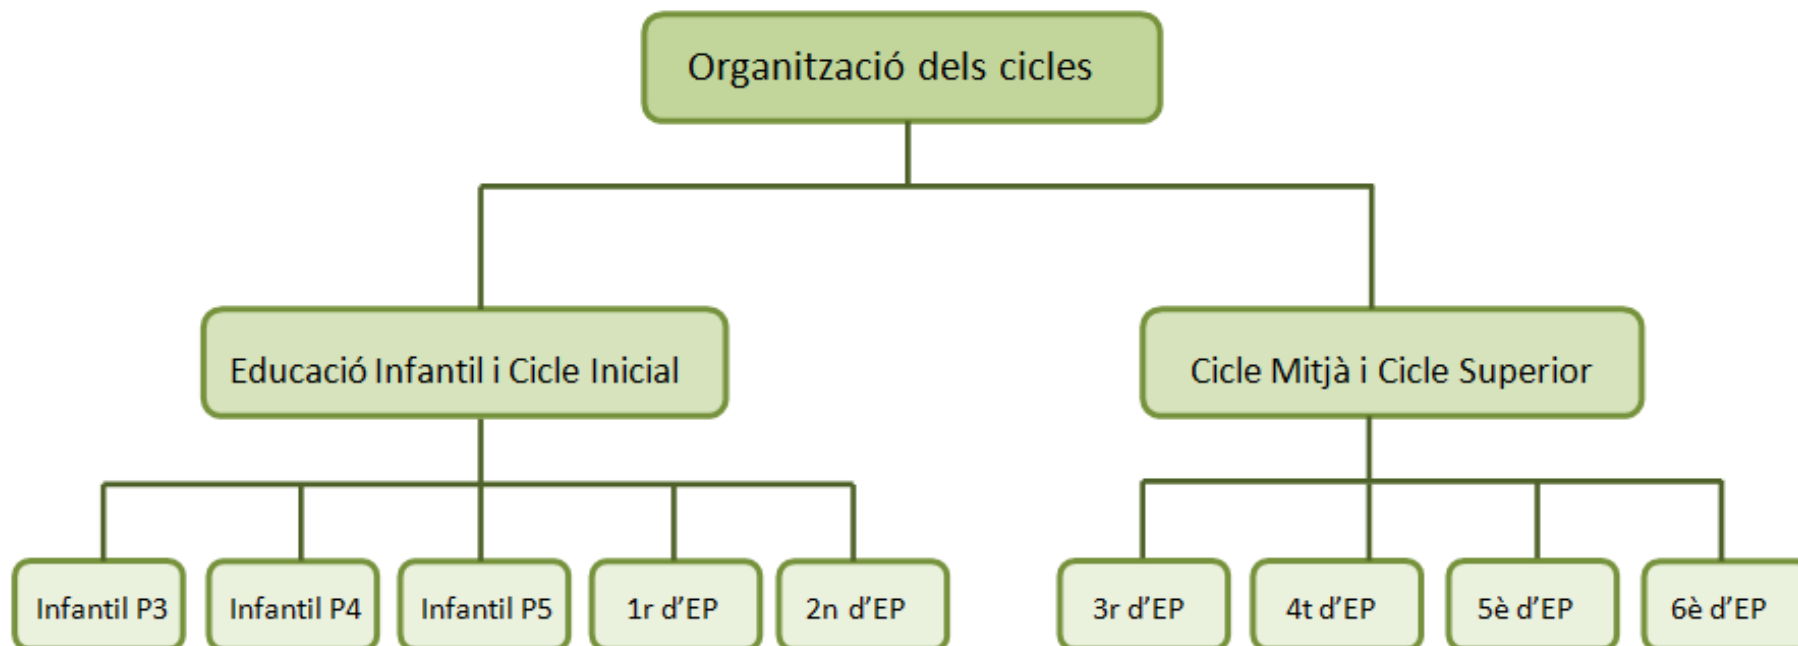 Organització dels cicles
Educació Infantil i Cicle Inicial
Cicle Mitjà i Cicle Superior
Infantil P3
Infantil P4
Infantil P5
1r d’EP
2n d’EP
3r d’EP
4t d’EP
5è d’EP
6è d’EP